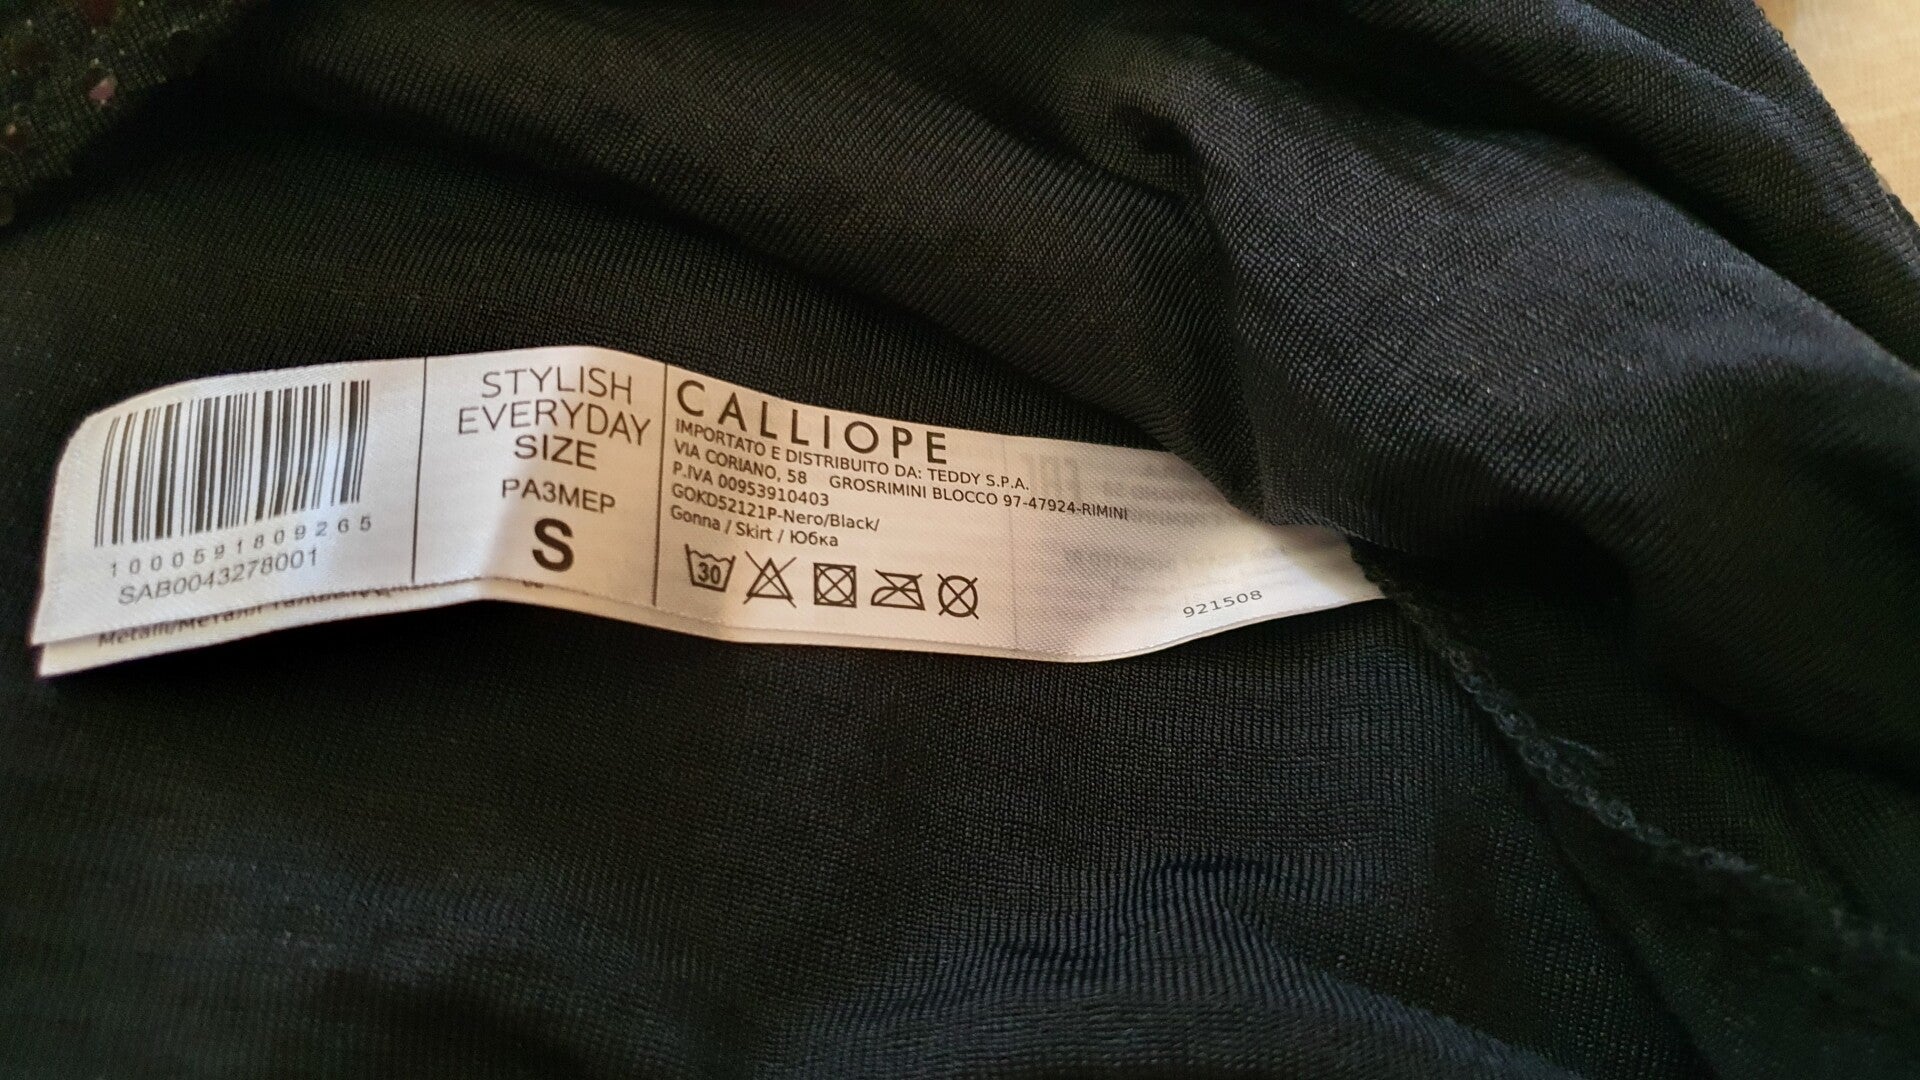 1000591809265
SAB0043278001
STYLISH
EVERYDAY
SIZE
РАЗМЕР
S
CALLIOPE
IMPORTATO E DISTRIBUITO DA: TEDDY S.P.A.
VIA CORIANO, 58 GROSRIMINI BLOCCO 97-47924-RIMINI
P.IVA 00953910403
GOKD52121P-Nero/Black/
Gonna / Skirt / Юбка
30
921508